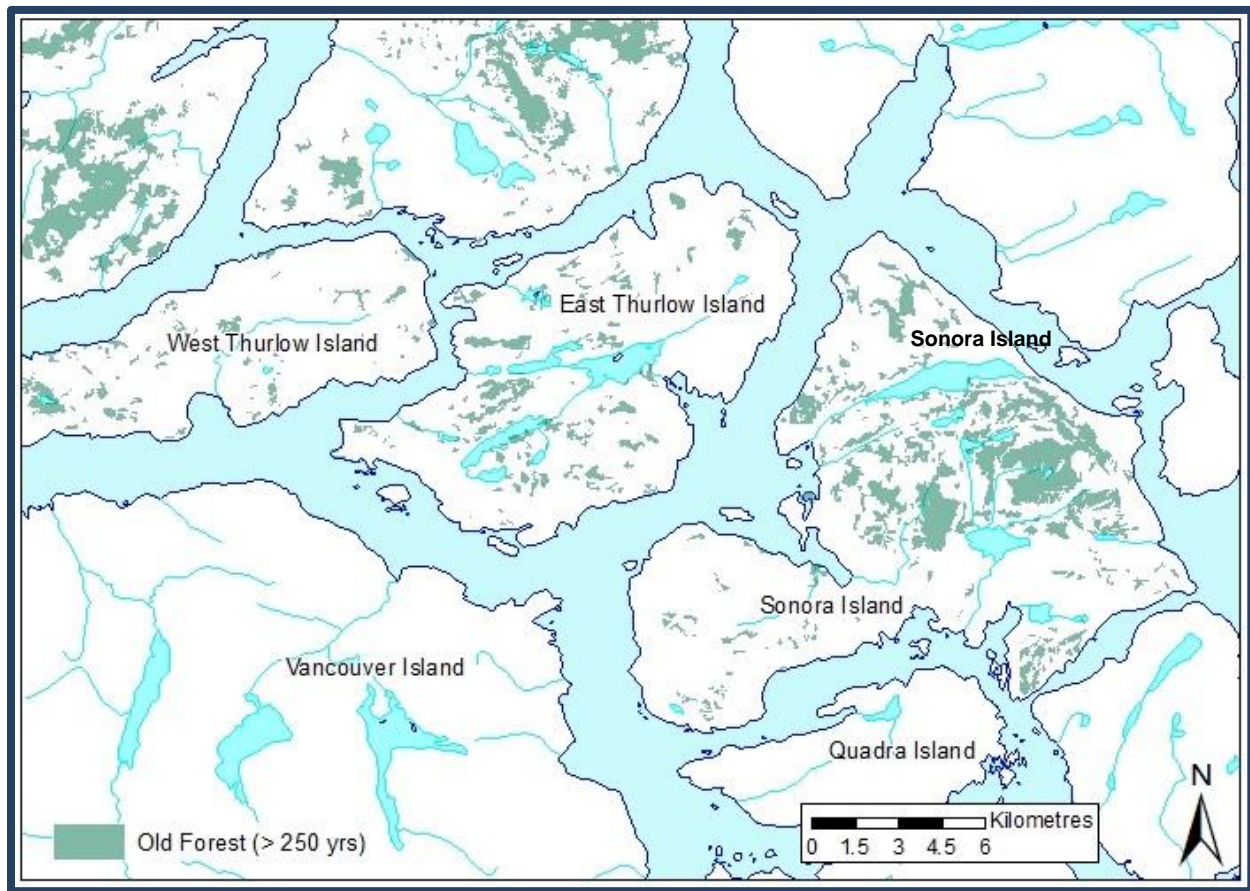 East Thurlow Island
West Thurlow Island
Sonora Island
Sonora Island
Vancouver Island
Quadra Island
N
Old Forest (> 250 yrs)
Kilometres
0 1.5 3 4.5 6